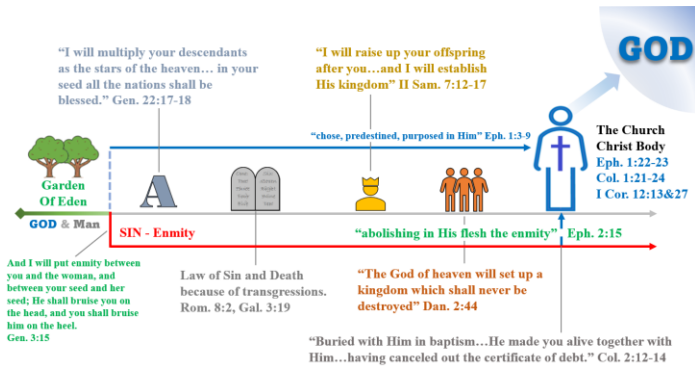 GOD
"I will multiply your descendants
as the stars of the heaven… in your
seed all the nations shall be
blessed." Gen. 22:17-18
"I will raise up your offspring
after you…and I will establish
His kingdom" II Sam. 7:12-17
"chose, predestined, purposed in Him" Eph. 1:3-9
The Church
Christ Body
Eph. 1:22-23
Col. 1:21-24
I Cor. 12:13&27
Garden
Of Eden
A
GOD & Man
SIN - Enmity
"abolishing in His flesh the enmity" Eph. 2:15
And I will put enmity between
you and the woman, and
between your seed and her
seed; He shall bruise you on
the head, and you shall bruise
him on the heel.
Gen. 3:15
Law of Sin and Death
because of transgressions.
Rom. 8:2, Gal. 3:19
"The God of heaven will set up a
kingdom which shall never be
destroyed" Dan. 2:44
"Buried with Him in baptism…He made you alive together with
Him…having canceled out the certificate of debt." Col. 2:12-14